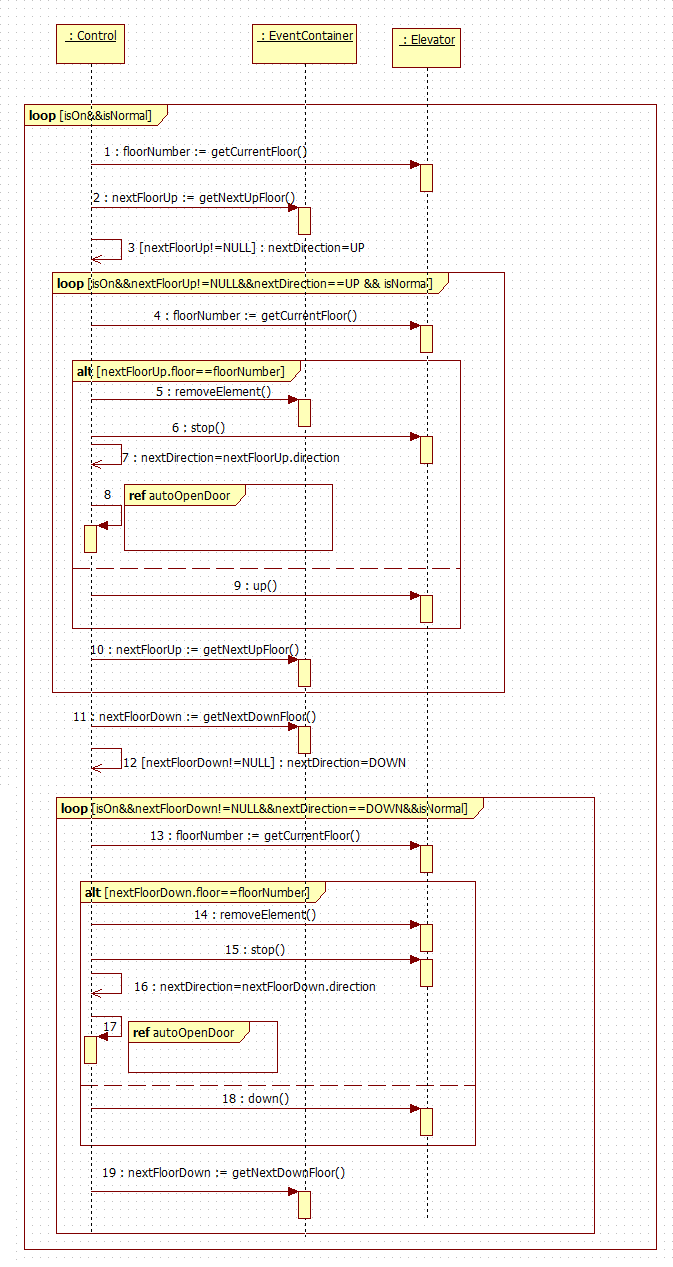 : Control
: EventContainer
: Elevator
loop [isOn&&isNormal]
1 : floorNumber := getCurrentFloor()
2 : nextFloorUp := getNextUpFloor()
3 [nextFloorUp!=NULL] : nextDirection=UP
loop [isOn&&nextFloorUp!=NULL&&nextDirection==UP && isNormal]
4 : floorNumber := getCurrentFloor()
alt [nextFloorUp.floor==floorNumber]
5 : removeElement()
6 : stop()
7 : nextDirection=nextFloorUp.direction
8
ref autoOpenDoor
9 : up()
10 : nextFloorUp := getNextUpFloor()
11 : nextFloorDown := getNextDownFloor()
12 [nextFloorDown!=NULL] : nextDirection=DOWN
loop [isOn&&nextFloorDown!=NULL&&nextDirection==DOWN&&isNormal]
13 : floorNumber := getCurrentFloor()
alt [nextFloorDown.floor==floorNumber]
14 : removeElement()
15 : stop()
16 : nextDirection=nextFloorDown.direction
17
ref autoOpenDoor
18 : down()
19 : nextFloorDown := getNextDownFloor()